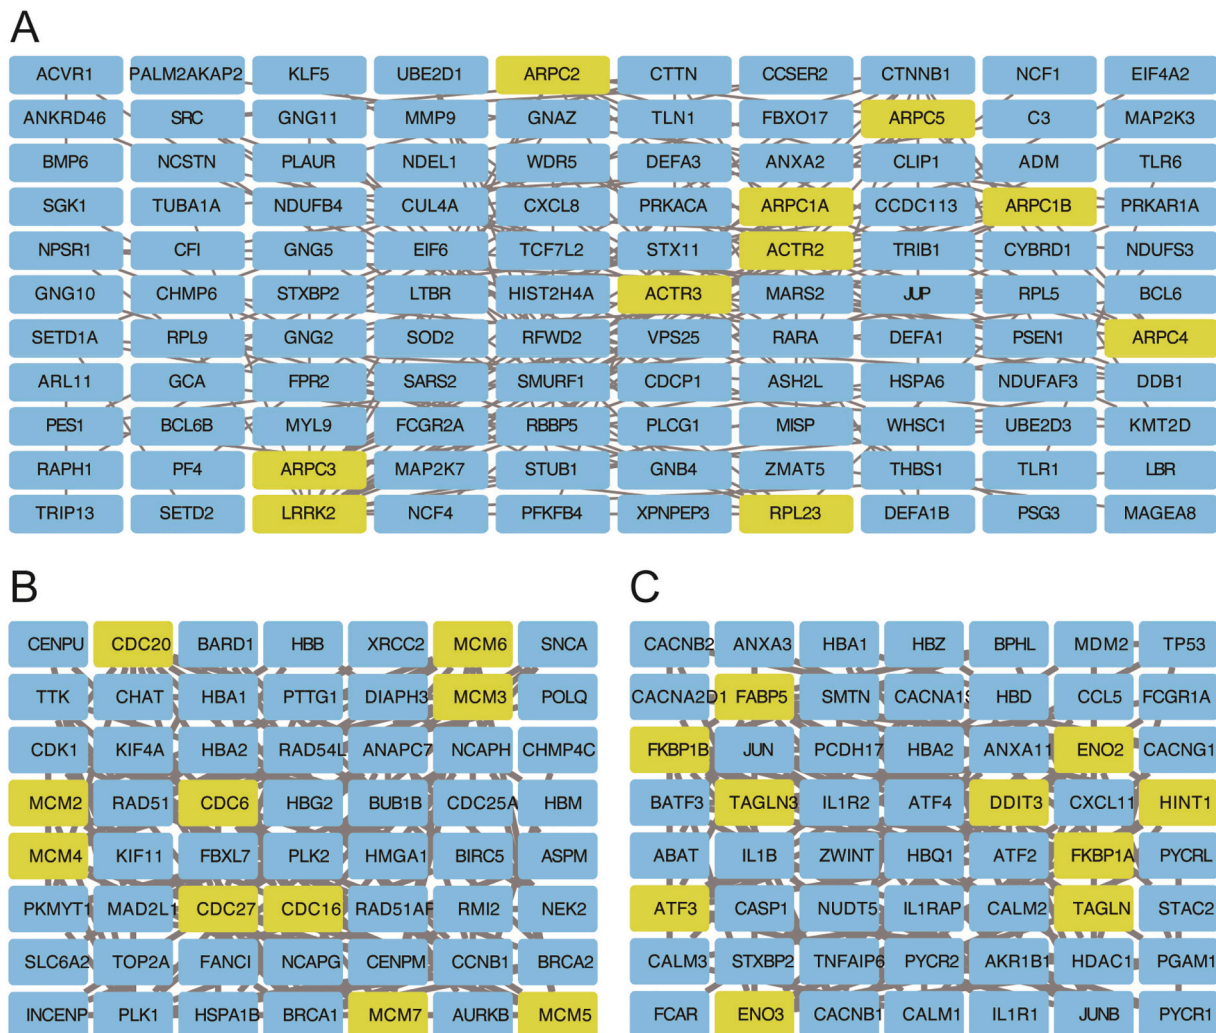 A
ACVR1 PALM2AKAP2 KLF5 UBE2D1 ARPC2 CTTN CCSER2 CTNNB1 NCF1 EIF4A2
ANKRD46 SRC GNG11 MMP9 GNAZ TLN1 FBXO17 ARPC5 C3 MAP2K3
BMP6 NCSTN PLAUR NDEL1 WDR5 DEFA3 ANXA2 CLIP1 ADM TLR6
SGK1 TUBA1A NDUFB4 CUL4A CXCL8 PRKACA ARPC1A CCDC113 ARPC1B PRKAR1A
NPSR1 CFI GNG5 EIF6 TCF7L2 STX11 ACTR2 TRIB1 CYBRD1 NDUFS3
GNG10 CHMP6 STXBP2 LTBR HIST2H4A ACTR3 MARS2 JUP RPL5 BCL6
SETD1A RPL9 GNG2 SOD2 RFWD2 VPS25 RARA DEFA1 PSEN1 ARPC4
ARL11 GCA FPR2 SARS2 SMURF1 CDCP1 ASH2L HSPA6 NDUFAF3 DDB1
PES1 BCL6B MYL9 FCGR2A RBBP5 PLCG1 MISP WHSC1 UBE2D3 KMT2D
RAPH1 PF4 ARPC3 MAP2K7 STUB1 GNB4 ZMAT5 THBS1 TLR1 LBR
TRIP13 SETD2 LRRK2 NCF4 PFKFB4 XPNPEP3 RPL23 DEFA1B PSG3 MAGEA8
B
CENPU CDC20 BARD1 HBB XRCC2 MCM6 SNCA
TTK CHAT HBA1 PTTG1 DIAPH3 MCM3 POLQ
CDK1 KIF4A HBA2 RAD54L ANAPC7 NCAPH CHMP4C
MCM2 RAD51 CDC6 HBG2 BUB1B CDC25A HBM
MCM4 KIF11 FBXL7 PLK2 HMGA1 BIRC5 ASPM
PKMYT1 MAD2L1 CDC27 CDC16 RAD51AP RMI2 NEK2
SLC6A2 TOP2A FANCI NCAPG CENPM CCNB1 BRCA2
INCENP PLK1 HSPA1B BRCA1 MCM7 AURKB MCM5
C
CACNB2 ANXA3 HBA1 HBZ BPHL MDM2 TP53
CACNA2D1 FABP5 SMTN CACNA1S HBD CCL5 FCGR1A
FKBP1B JUN PCDH17 HBA2 ANXA11 ENO2 CACNG1
BATF3 TAGLN3 IL1R2 ATF4 DDIT3 CXCL11 HINT1
ABAT IL1B ZWINT HBQ1 ATF2 FKBP1A PYCRL
ATF3 CASP1 NUDT5 IL1RAP CALM2 TAGLN STAC2
CALM3 STXBP2 TNFAIP6 PYCR2 AKR1B1 HDAC1 PGAM1
FCAR ENO3 CACNB1 CALM1 IL1R1 JUNB PYCR1